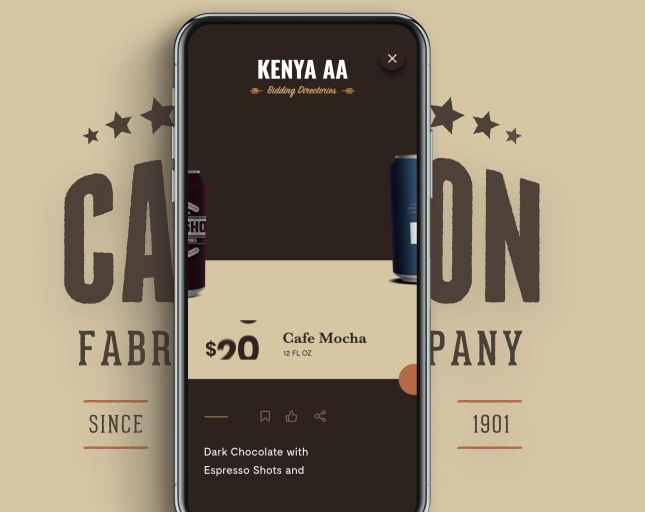 KENYA AA
Bidding Directories
CA
ON
FABR
PANY
$20
Cafe Mocha
12 FL OZ
SINCE
1901
Dark Chocolate with
Espresso Shots and